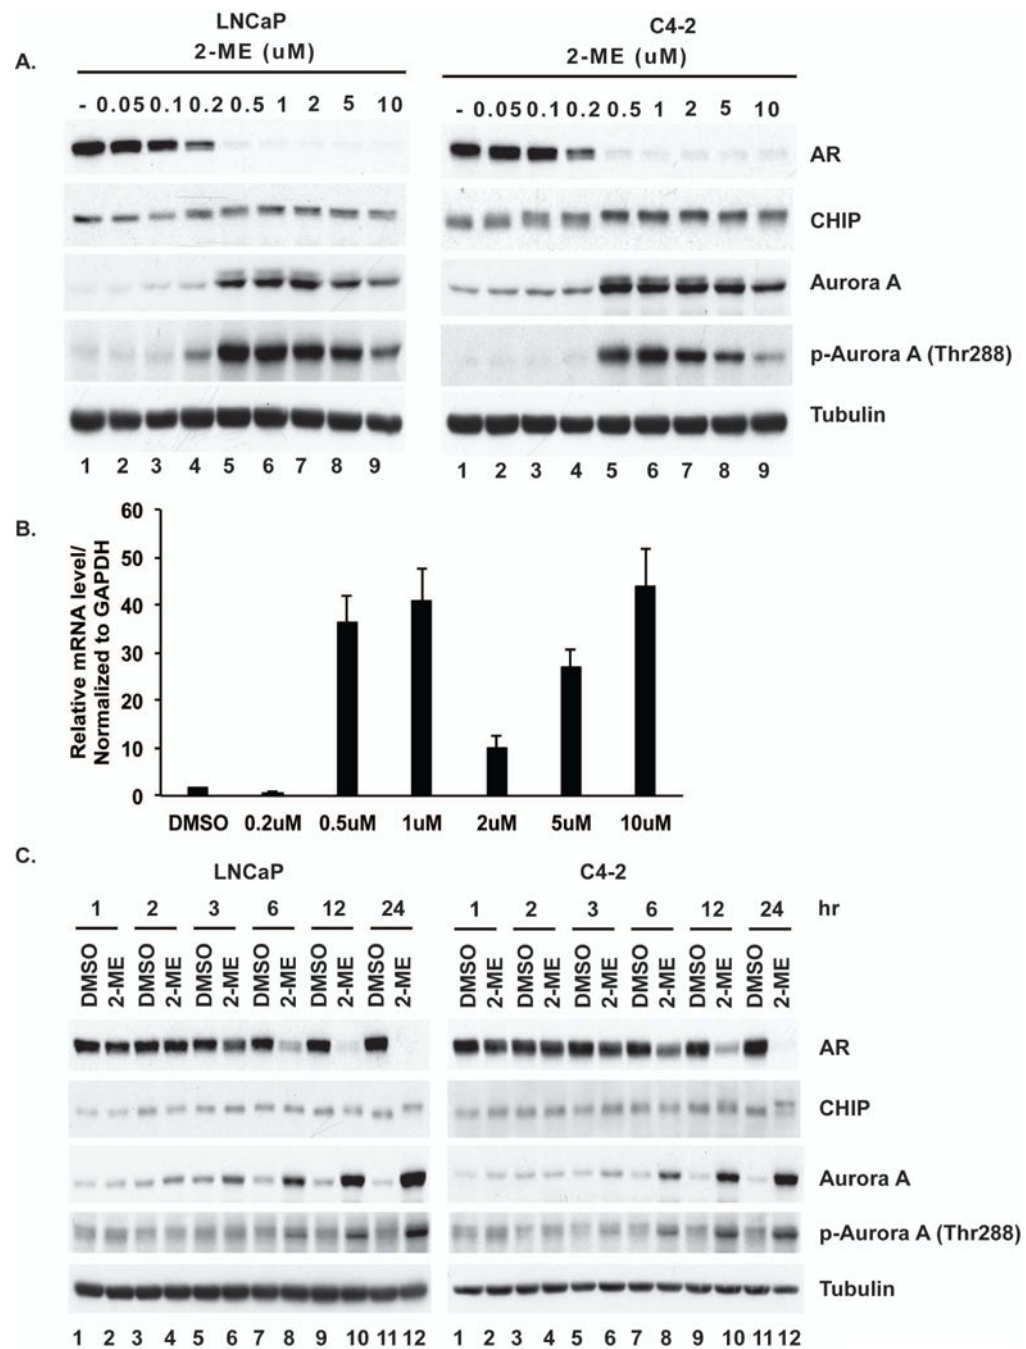 LNCaP
C4-2
A.
2-ME (uM)
2-ME (uM)
- 0.05 0.1 0.2 0.5 1 2 5 10
- 0.05 0.1 0.2 0.5 1 2 5 10
AR
CHIP
Aurora A
p-Aurora A (Thr288)
Tubulin
1 2 3 4 5 6 7 8 9
1 2 3 4 5 6 7 8 9
B.
Relative mRNA level/
Normalized to GAPDH
60
50
40
30
20
10
0
DMSO 0.2uM 0.5uM 1uM 2uM 5uM 10uM
C.
LNCaP
C4-2
1 2 3 6 12 24
1 2 3 6 12 24 hr
DMSO 2-ME DMSO 2-ME DMSO 2-ME DMSO 2-ME DMSO 2-ME DMSO 2-ME
DMSO 2-ME DMSO 2-ME DMSO 2-ME DMSO 2-ME DMSO 2-ME DMSO 2-ME
AR
CHIP
Aurora A
p-Aurora A (Thr288)
Tubulin
1 2 3 4 5 6 7 8 9 10 11 12
1 2 3 4 5 6 7 8 9 10 11 12